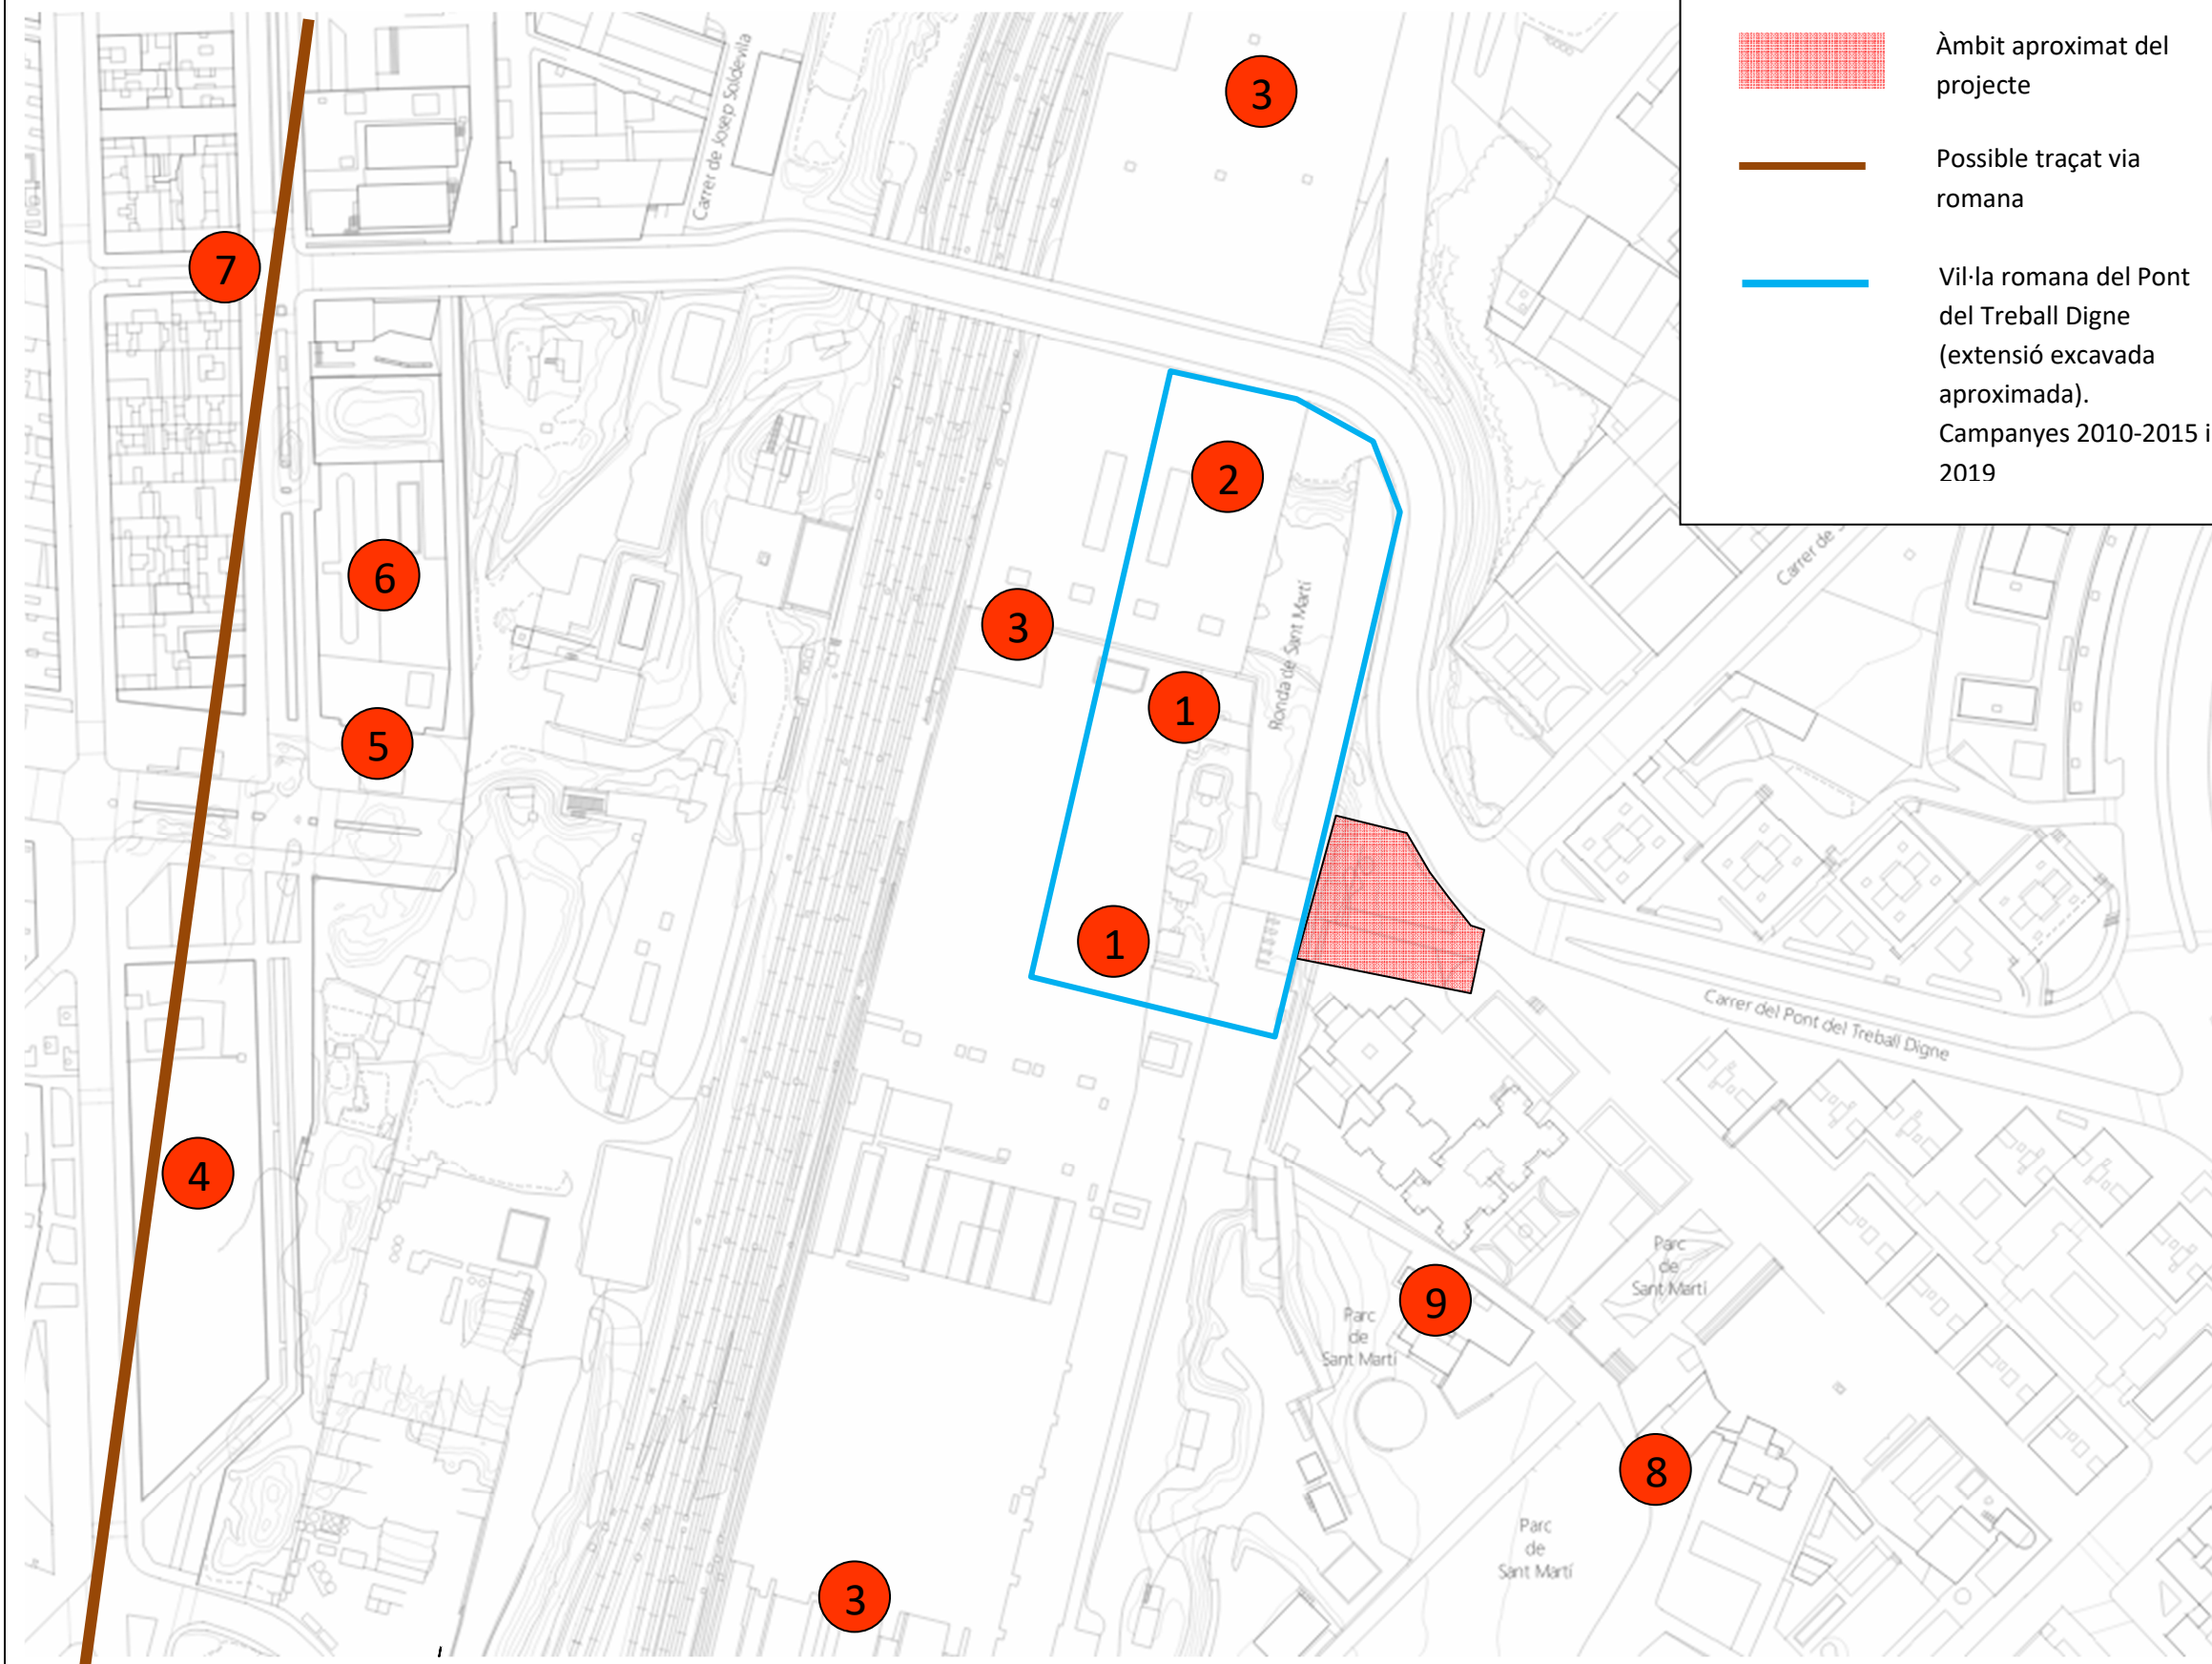 Àmbit aproximat del
projecte
Possible traçat via
romana
Vil·la romana del Pont
del Treball Digne
(extensió excavada
aproximada).
Campanyes 2010-2015 i
2019
Carrer de Josep Soldevila
3
7
2
6
3
Ronda de Sant Martí
1
5
Carrer de
1
Carrer del Pont del Treball Digne
4
9
Parc
de
Sant Martí
Parc
de
Sant Martí
8
Parc
de
Sant Martí
3